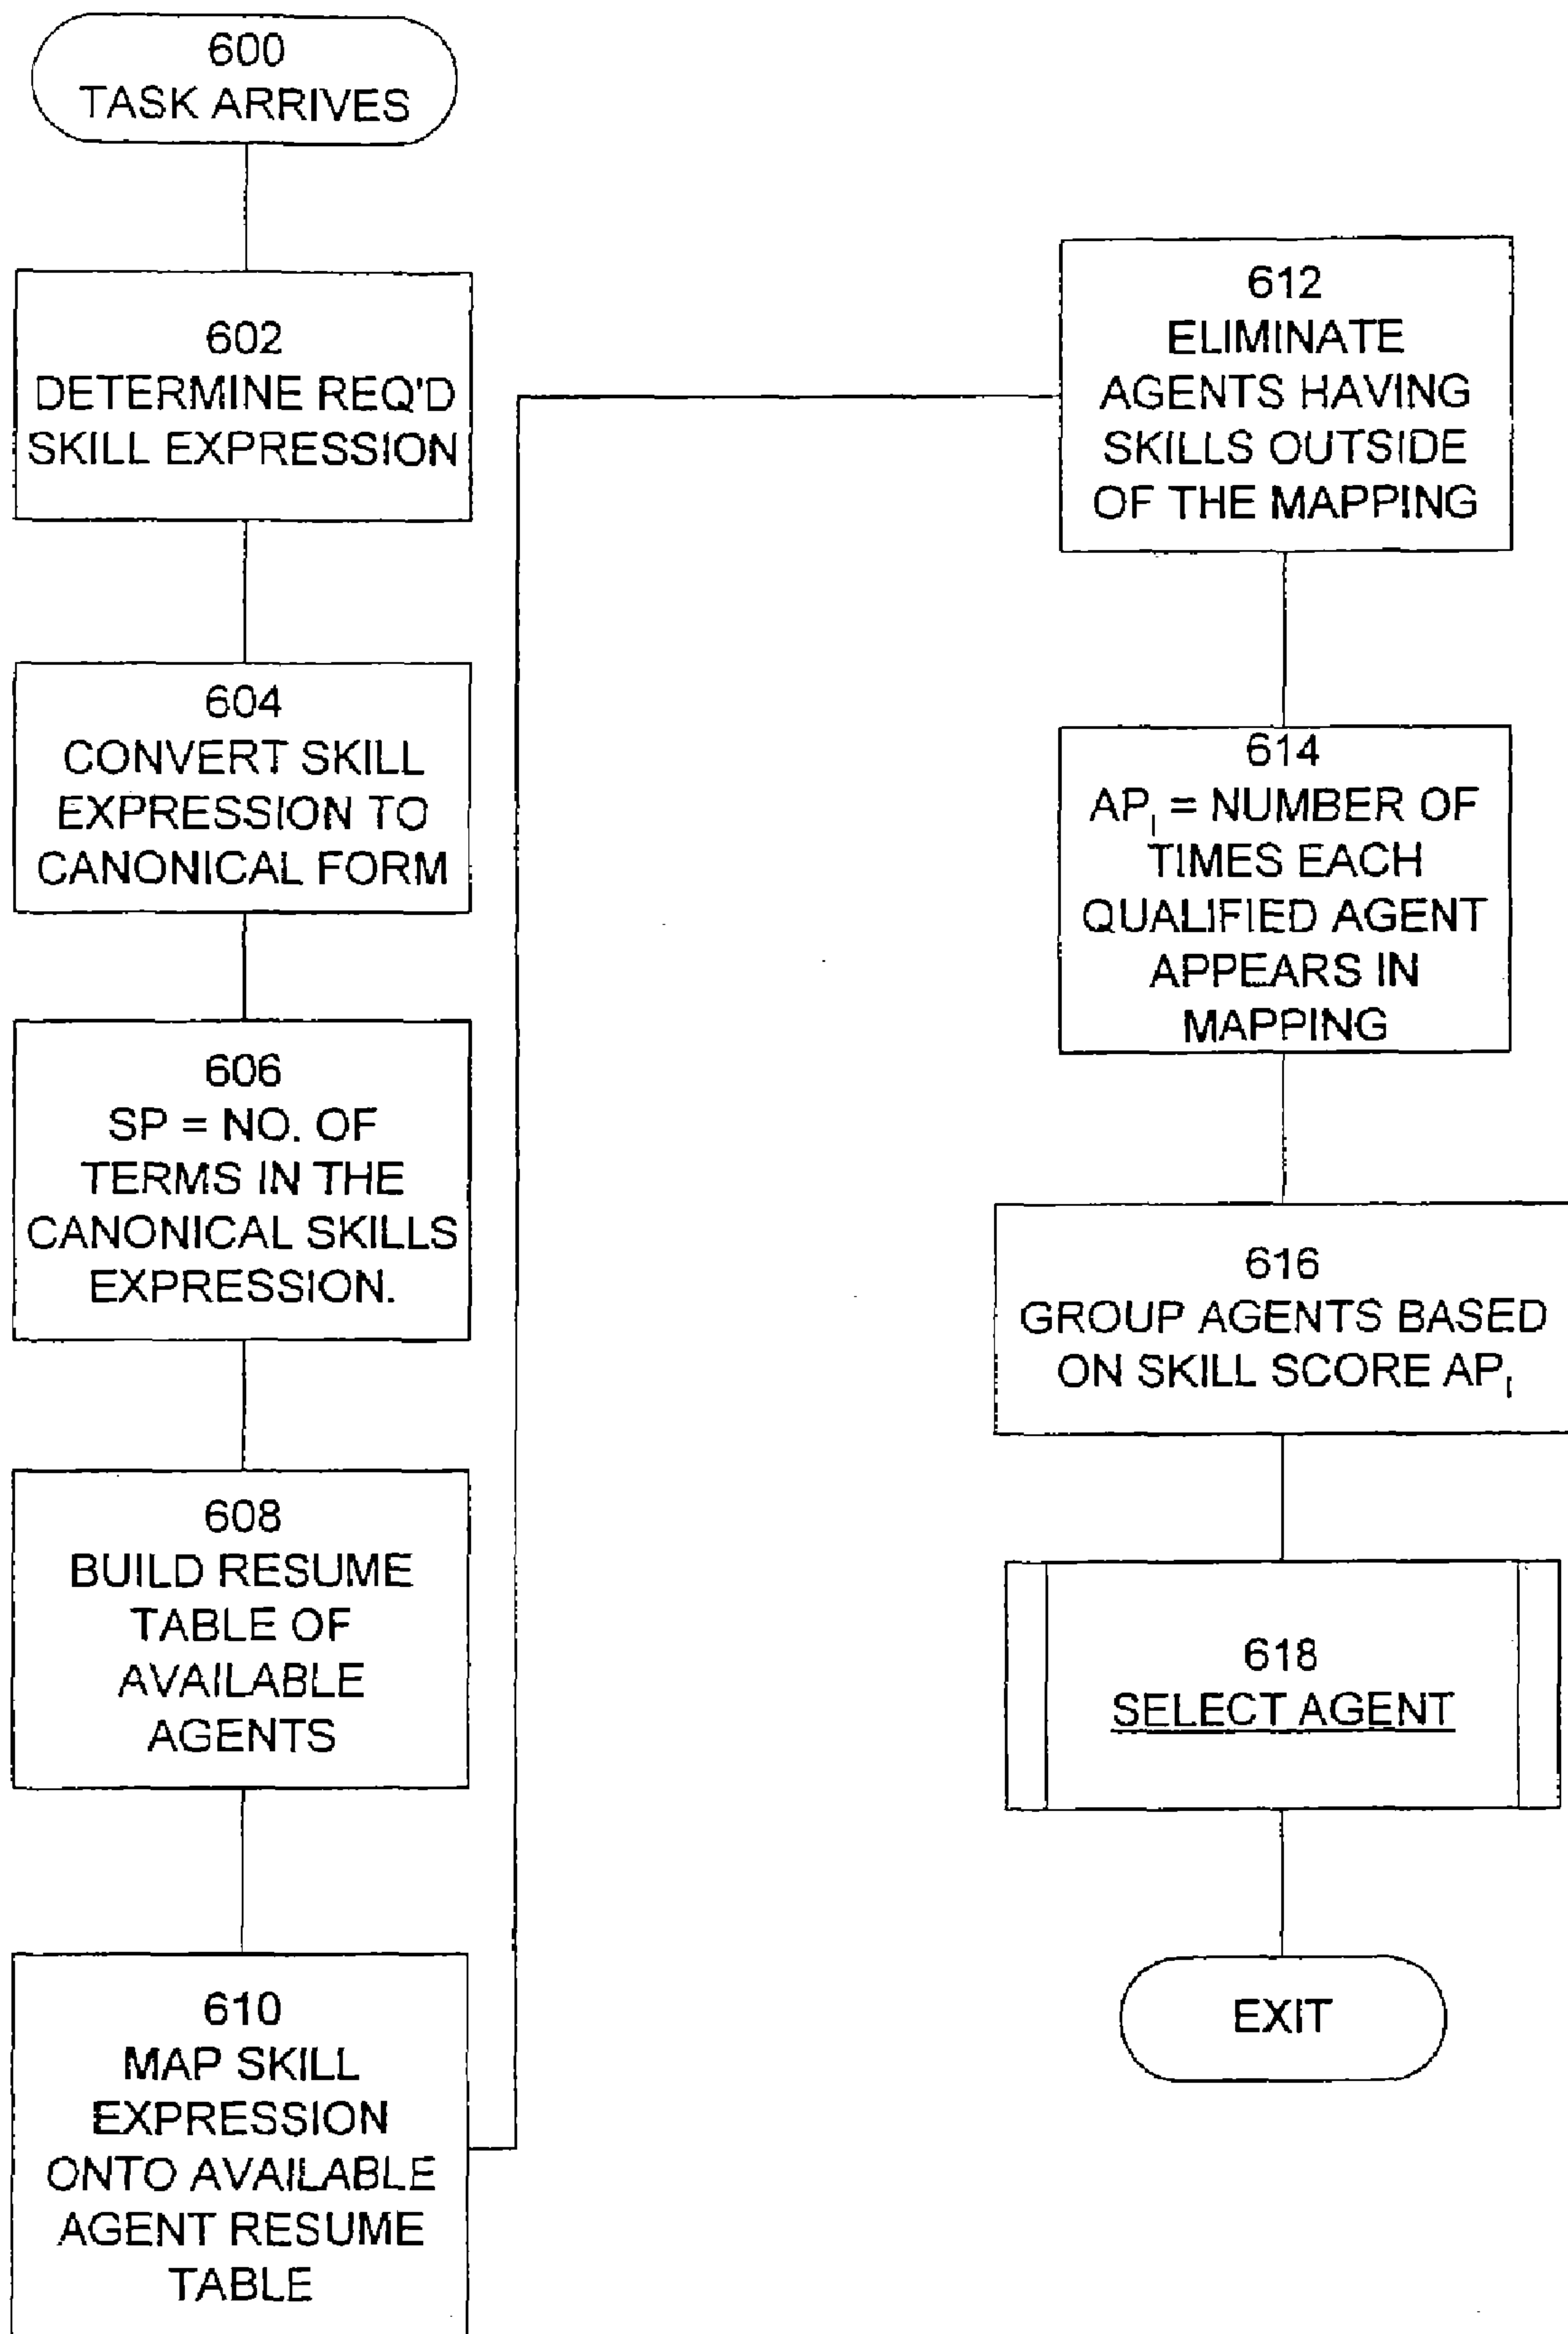 600
TASK ARRIVES
602
DETERMINE REQ'D
SKILL EXPRESSION
604
CONVERT SKILL
EXPRESSION TO
CANONICAL FORM
606
SP = NO. OF
TERMS IN THE
CANONICAL SKILLS
EXPRESSION.
608
BUILD RESUME
TABLE OF
AVAILABLE
AGENTS
610
MAP SKILL
EXPRESSION
ONTO AVAILABLE
AGENT RESUME
TABLE
612
ELIMINATE
AGENTS HAVING
SKILLS OUTSIDE
OF THE MAPPING
614
AP_I = NUMBER OF
TIMES EACH
QUALIFIED AGENT
APPEARS IN
MAPPING
616
GROUP AGENTS BASED
ON SKILL SCORE AP_I
618
SELECT AGENT
EXIT